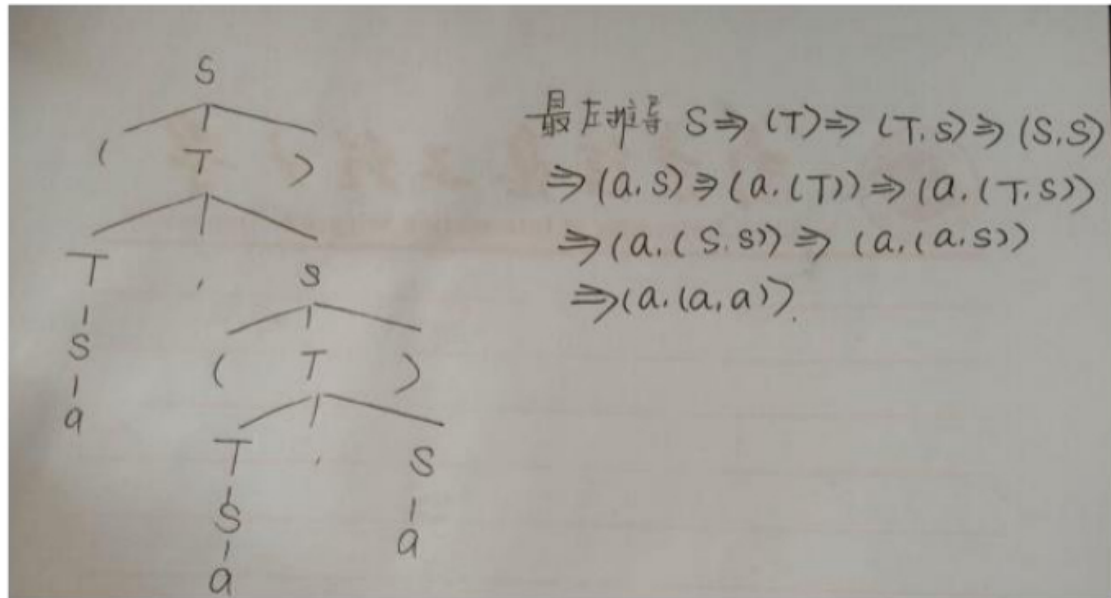 S
( T )
T , S
S ( T )
a T , S
S a
a
最左推导 S⇒(T)⇒(T,S)⇒(S,S)
⇒(a,S)⇒(a,(T))⇒(a,(T,S))
⇒(a,(S,S))⇒(a,(a,S))
⇒(a,(a,a)).